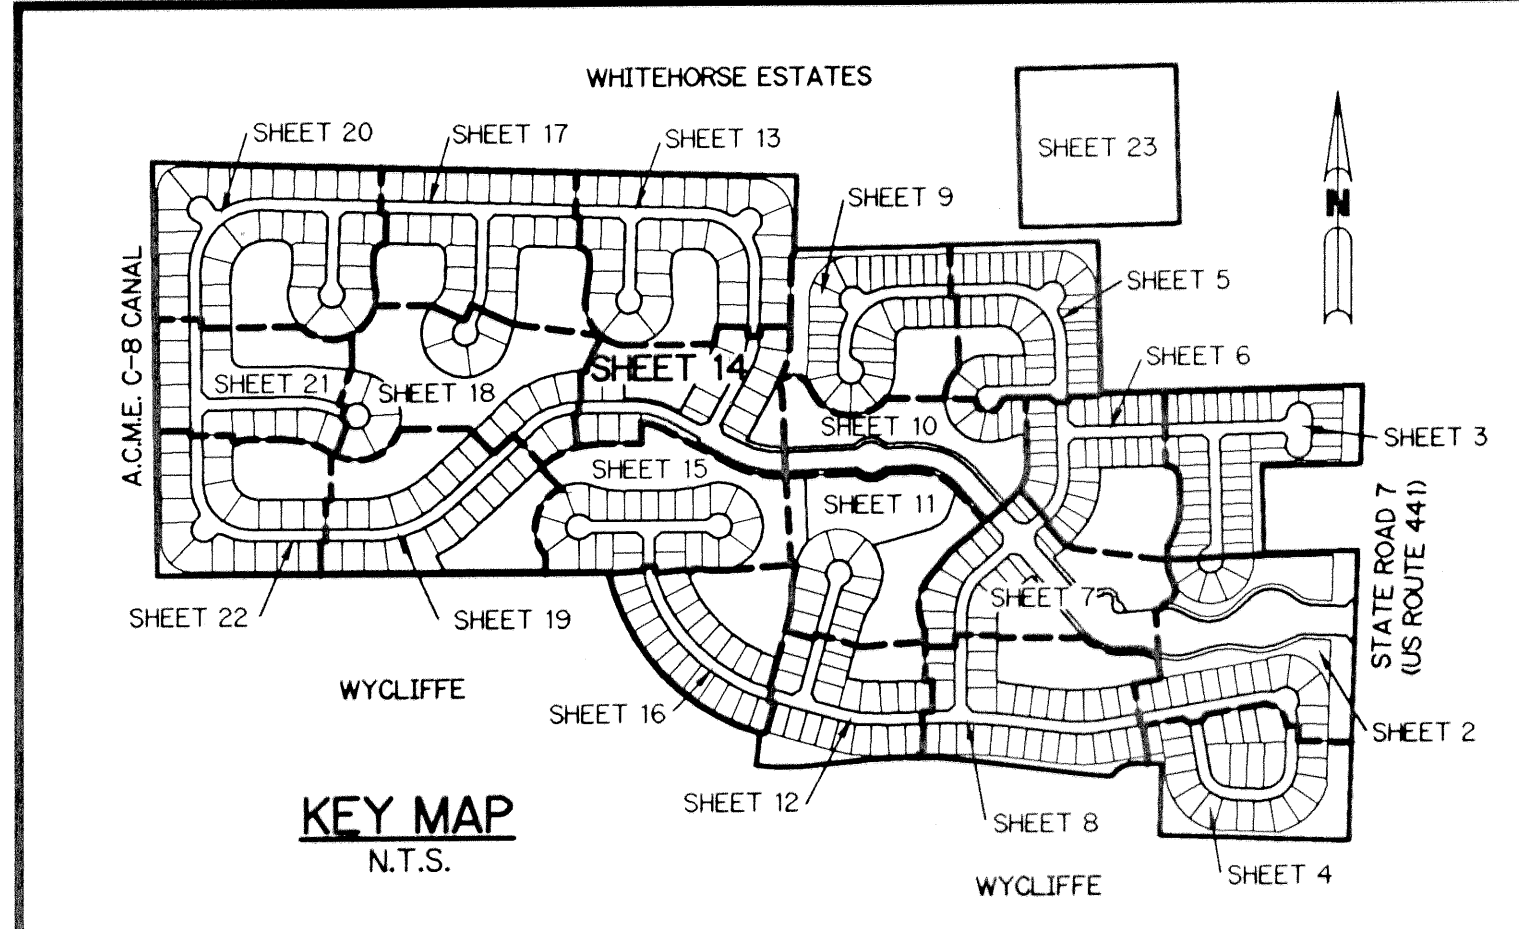 WHITEHORSE ESTATES
SHEET 20
SHEET 17
SHEET 13
SHEET 23
SHEET 9
N
A.C.M.E. C-8 CANAL
SHEET 5
SHEET 6
SHEET 14
SHEET 21
SHEET 18
SHEET 10
SHEET 3
SHEET 15
SHEET 11
STATE ROAD 7
(US ROUTE 441)
SHEET 7
SHEET 22
SHEET 19
WYCLIFFE
SHEET 16
SHEET 2
SHEET 12
SHEET 8
KEY MAP
N.T.S.
SHEET 4
WYCLIFFE